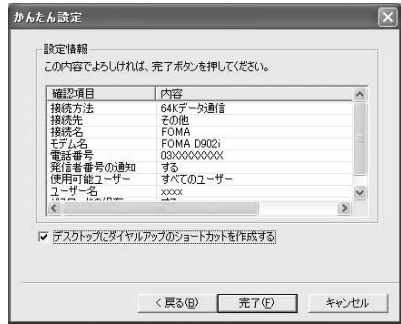 かんたん設定
設定情報
この内容でよろしければ、完了ボタンを押してください。
確認項目 内容
接続方法 64Kデータ通信
接続先 その他
接続名 FOMA
モデム名 FOMA D902i
電話番号 03XXXXXXXX
発信者番号の通知 する
使用可能ユーザー すべてのユーザー
ユーザー名 xxxx
デスクトップにダイヤルアップのショートカットを作成する
< 戻る(B) 完了(F) キャンセル